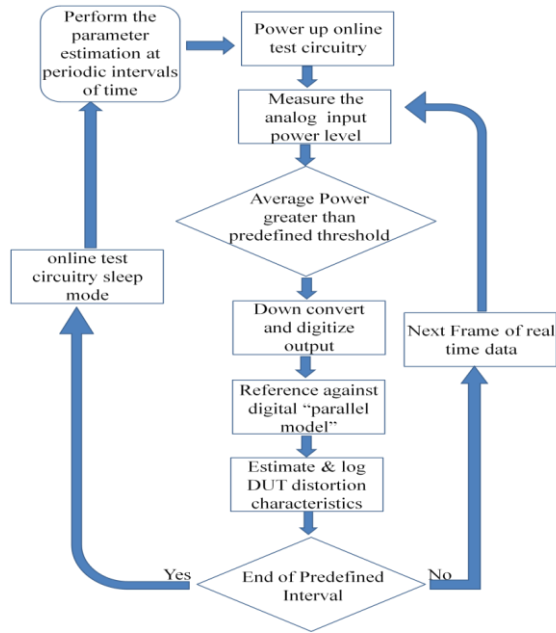 Perform the
parameter
estimation at
periodic intervals
of time
Power up online
test circuitry
Measure the
analog input
power level
Average Power
greater than
predefined threshold
online test
circuitry sleep
mode
Down convert
and digitize
output
Next Frame of real
time data
Reference against
digital “parallel
model”
Estimate & log
DUT distortion
characteristics
Yes
No
End of Predefined
Interval